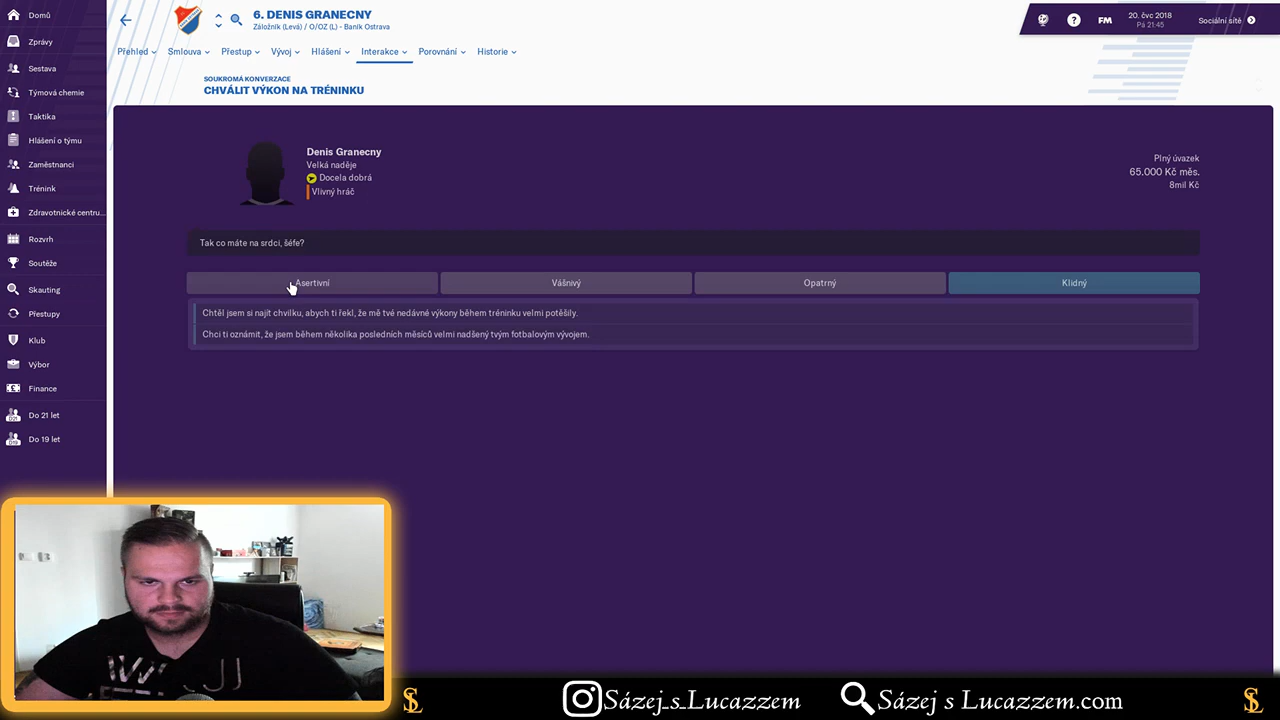 Domů
Zprávy
Sestava
Týmová chemie
Taktika
Hlášení o týmu
Zaměstnanci
Trénink
Zdravotnické centru...
Rozvrh
Soutěže
Skauting
Přestupy
Klub
Výbor
Finance
Do 21 let
Do 19 let
6. DENIS GRANECNY
Záložník (Levá) / O/OZ (L) - Baník Ostrava
20. čvc 2018
Pá 21:45
FM
Sociální sítě
Přehled
Smlouva
Přestup
Vývoj
Hlášení
Interakce
Porovnání
Historie
SOUKROMÁ KONVERZACE
CHVÁLIT VÝKON NA TRÉNINKU
Denis Granecny
Velká naděje
Docela dobrá
Vlivný hráč
Plný úvazek
65.000 Kč měs.
8mil Kč
Tak co máte na srdci, šéfe?
Asertivní
Vášnivý
Opatrný
Klidný
Chtěl jsem si najít chvilku, abych ti řekl, že mě tvé nedávné výkony během tréninku velmi potěšily.
Chci ti oznámit, že jsem během několika posledních měsíců velmi nadšený tvým fotbalovým vývojem.
Sázej_s_Lucazzem
Sázej s Lucazzem.com